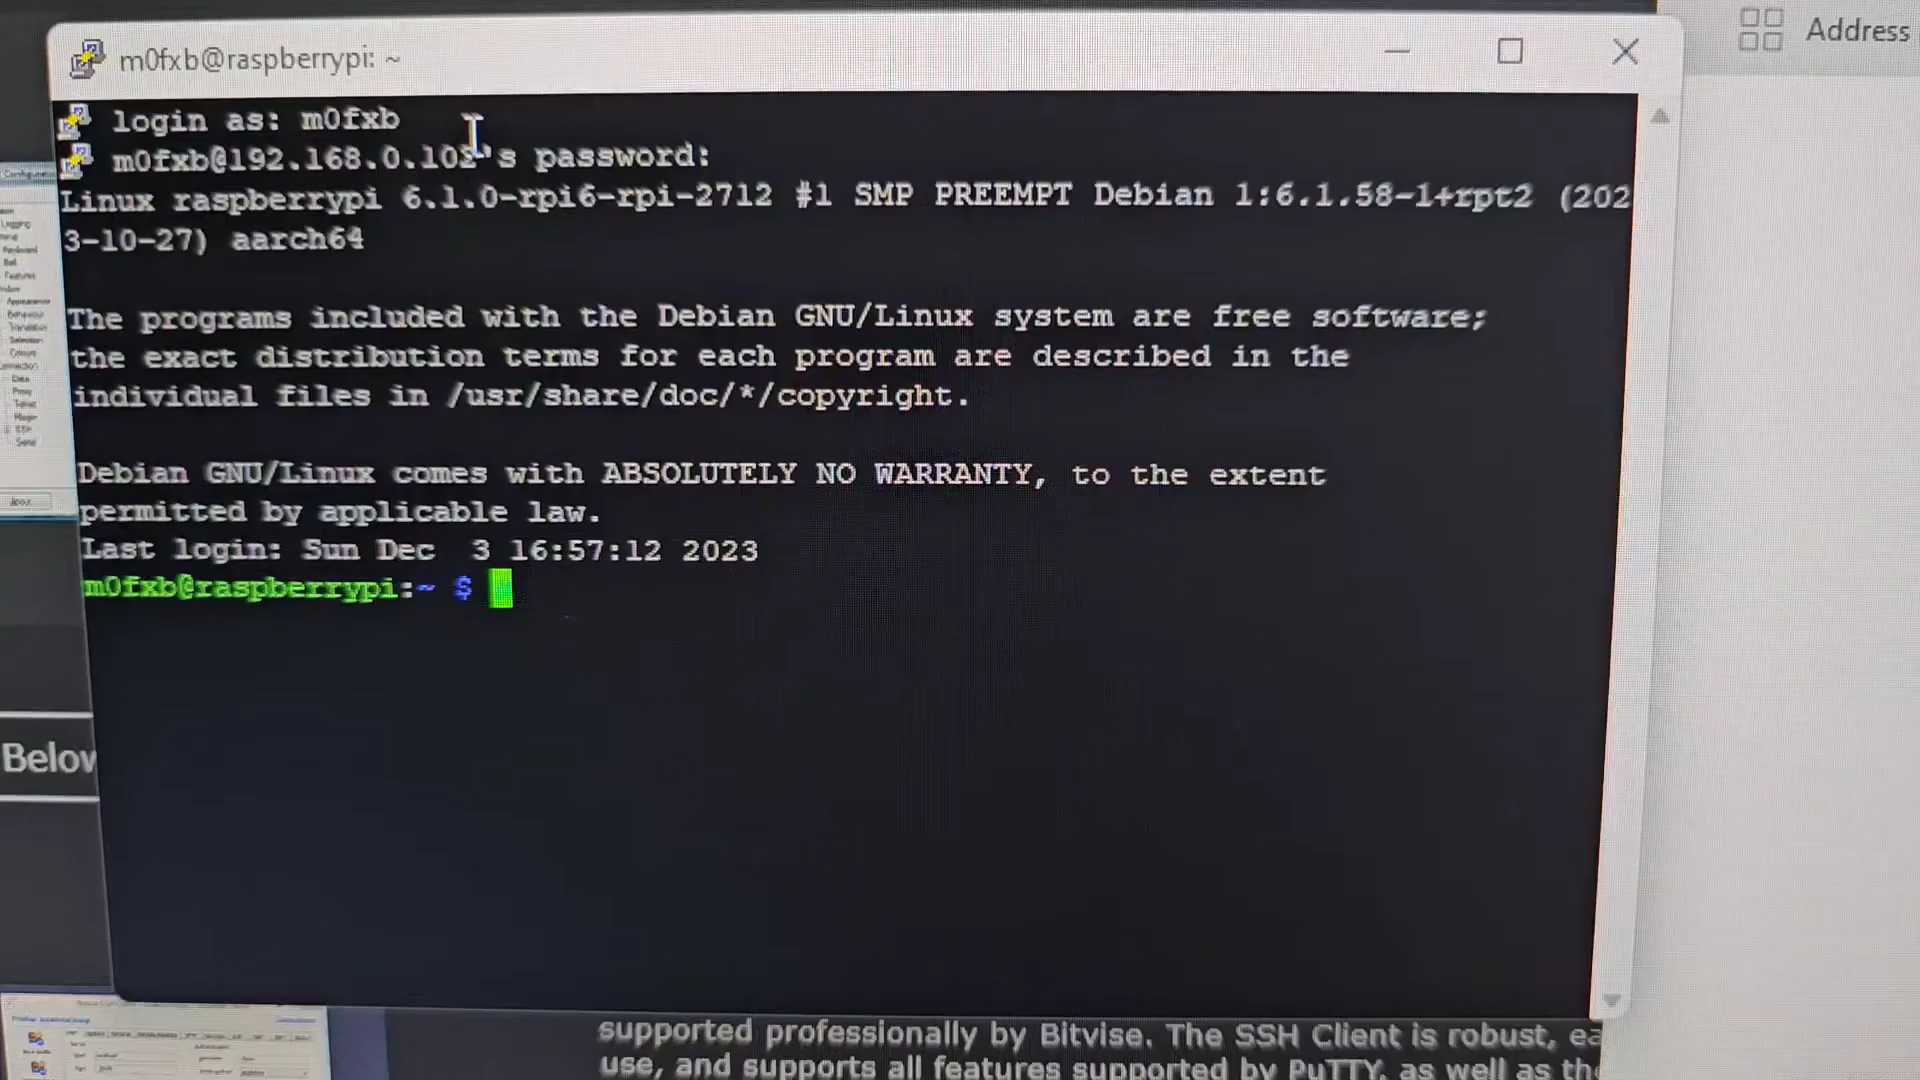 m0fxb@raspberrypi: ~
Address
login as: m0fxb
m0fxb@192.168.0.102's password:
Linux raspberrypi 6.1.0-rpi6-rpi-2712 #1 SMP PREEMPT Debian 1:6.1.58-1+rpt2 (202
3-10-27) aarch64
The programs included with the Debian GNU/Linux system are free software;
the exact distribution terms for each program are described in the
individual files in /usr/share/doc/*/copyright.
Debian GNU/Linux comes with ABSOLUTELY NO WARRANTY, to the extent
permitted by applicable law.
Last login: Sun Dec  3 16:57:12 2023
m0fxb@raspberrypi:~ $
Below
supported professionally by Bitvise. The SSH Client is robust, ea
use, and supports all features supported by PuTTY, as well as the